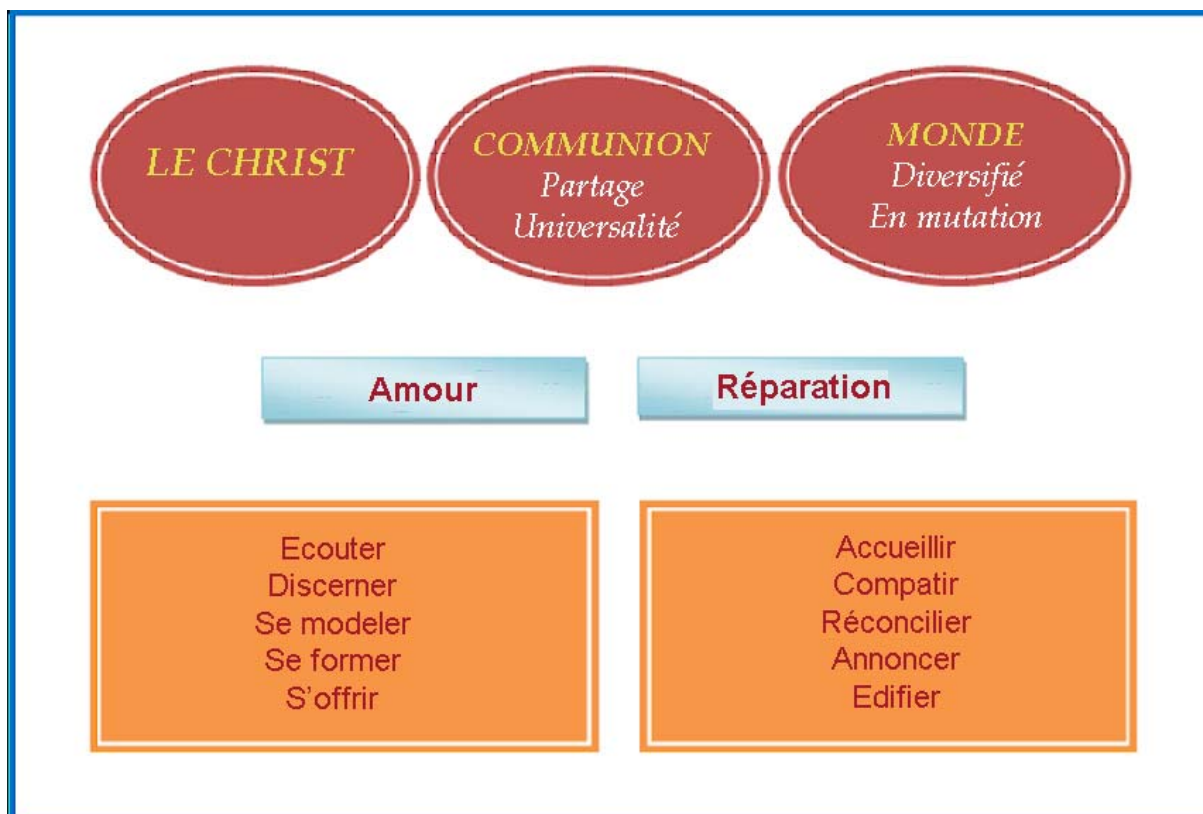 LE CHRIST
COMMUNION
Partage
Universalité
MONDE
Diversifié
En mutation
Amour
Réparation
Ecouter
Discerner
Se modeler
Se former
S'offrir
Accueillir
Compatir
Réconcilier
Annoncer
Edifier